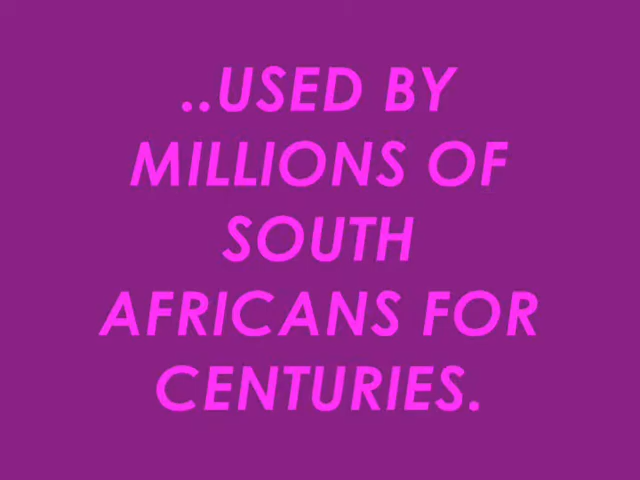 ..USED BY
MILLIONS OF
SOUTH
AFRICANS FOR
CENTURIES.